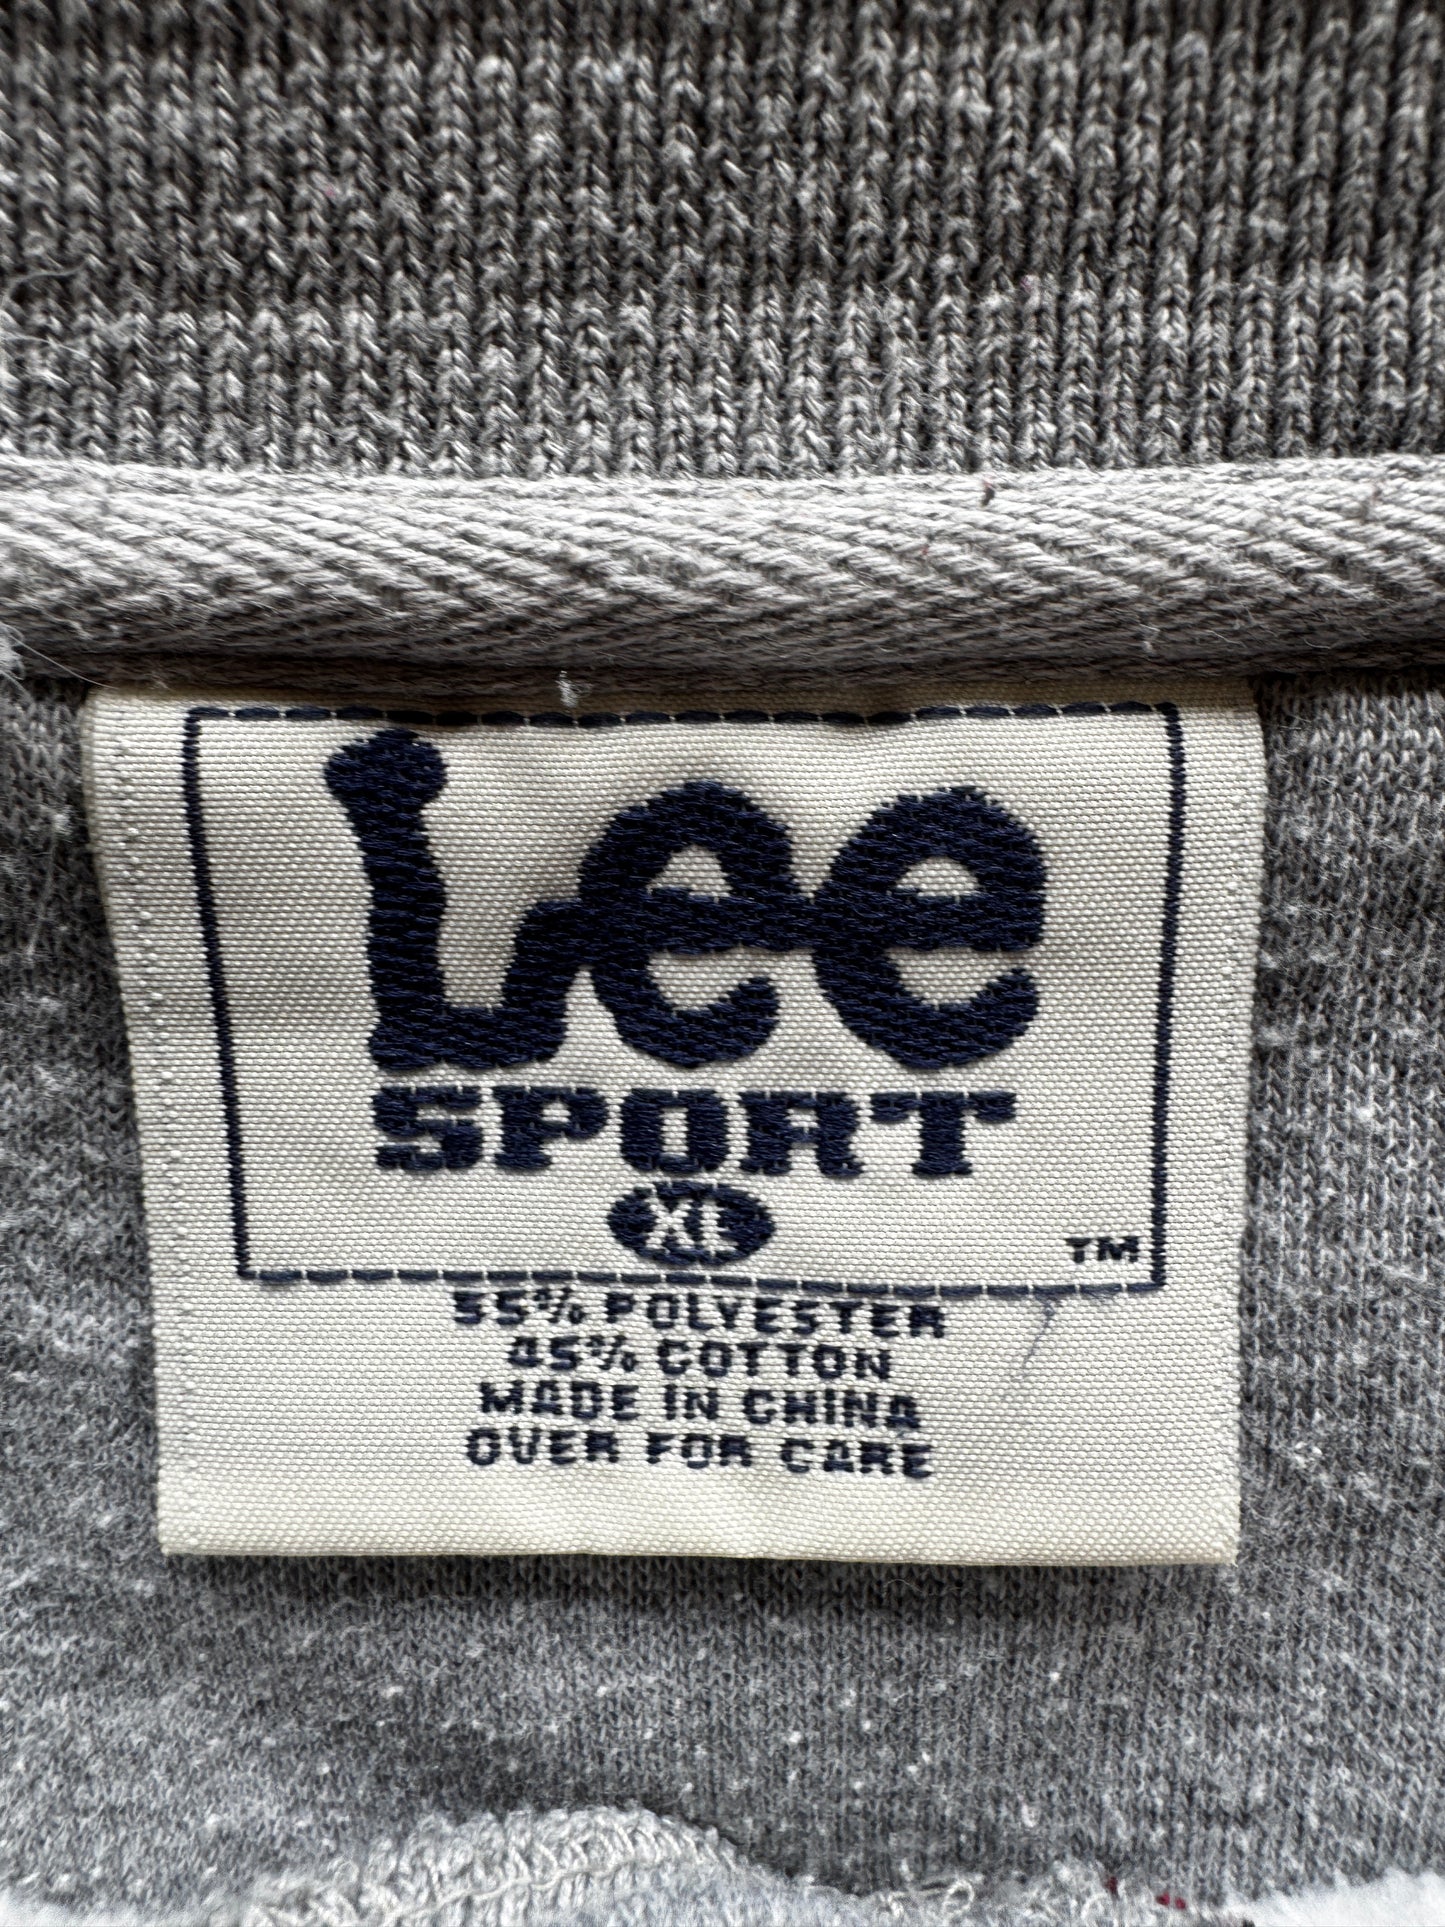 Lee
SPORT
XL
TM
55% POLYESTER
45% COTTON
MADE IN CHINA
OVER FOR CARE